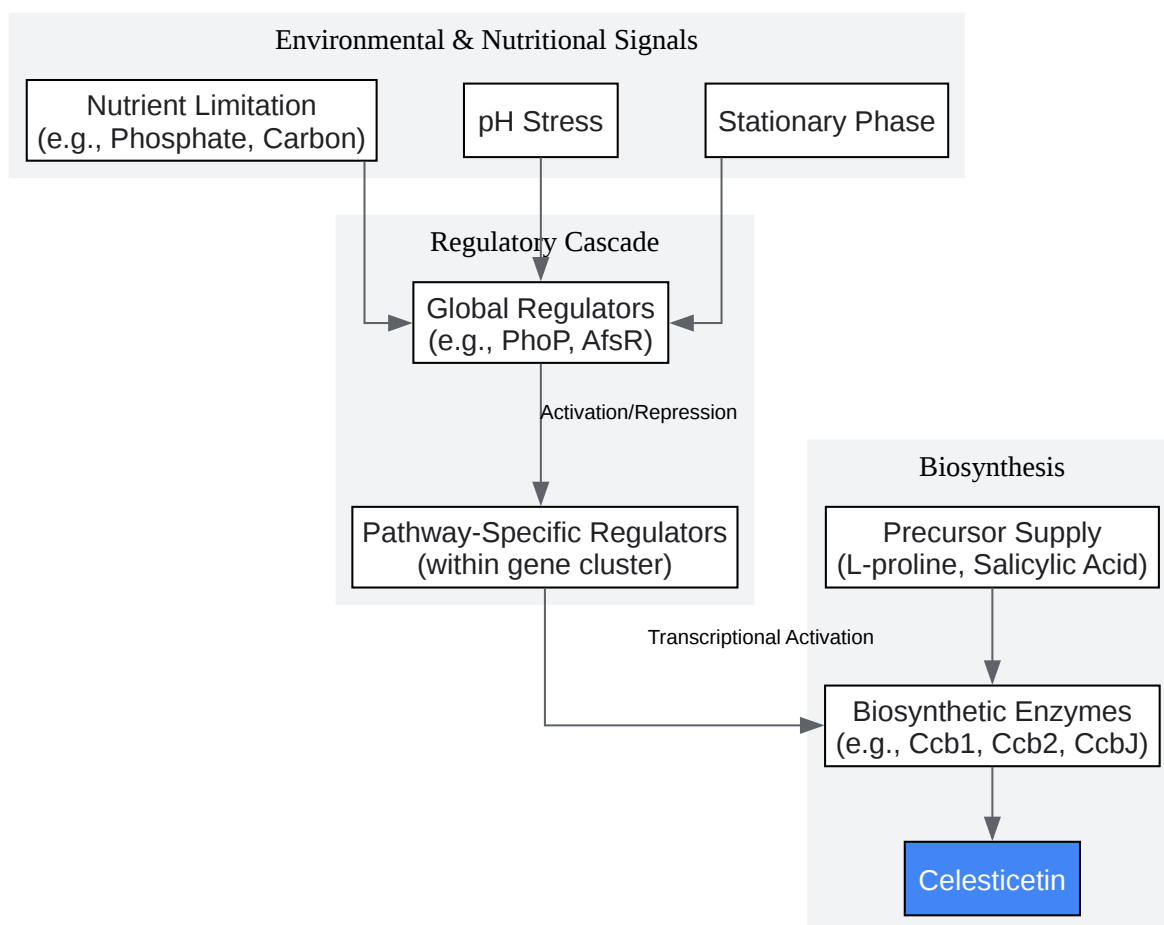 Environmental & Nutritional Signals
Nutrient Limitation
(e.g., Phosphate, Carbon)
pH Stress
Stationary Phase
Regulatory Cascade
Global Regulators
(e.g., PhoP, AfsR)
Activation/Repression
Pathway-Specific Regulators
(within gene cluster)
Transcriptional Activation
Biosynthesis
Precursor Supply
(L-proline, Salicylic Acid)
Biosynthetic Enzymes
(e.g., Ccb1, Ccb2, CcbJ)
Celesticetin